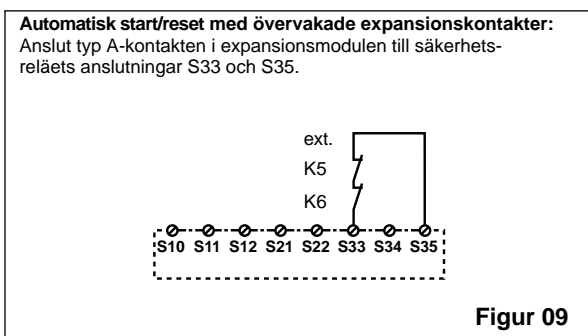 Automatisk start/reset med övervakade expansionskontakter:
Anslut typ A-kontakten i expansionsmodulen till säkerhets-
reläets anslutningar S33 och S35.
ext.
K5
K6
S10 S11 S12 S21 S22 S33 S34 S35
Figur 09